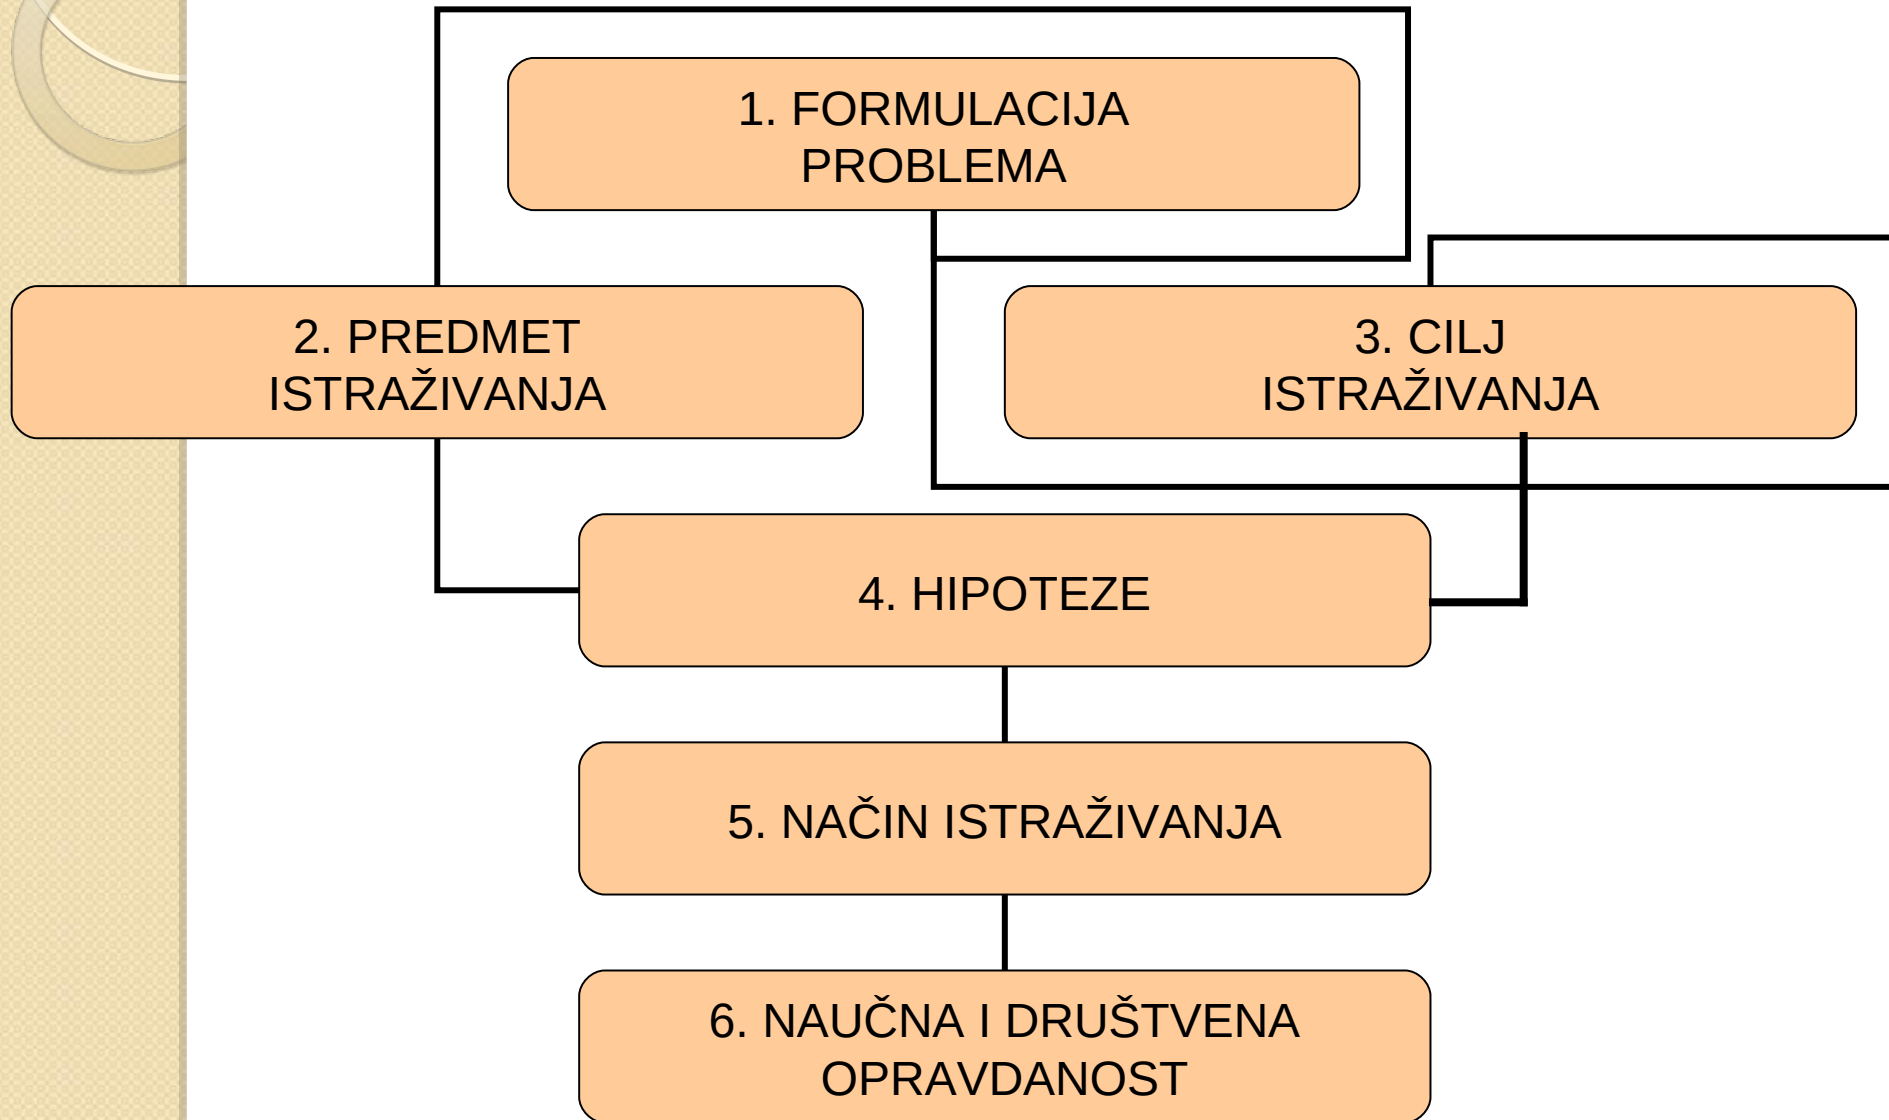 1. FORMULACIJA
PROBLEMA
2. PREDMET
ISTRAŽIVANJA
3. CILJ
ISTRAŽIVANJA
4. HIPOTEZE
5. NAČIN ISTRAŽIVANJA
6. NAUČNA I DRUŠTVENA
OPRAVDANOST